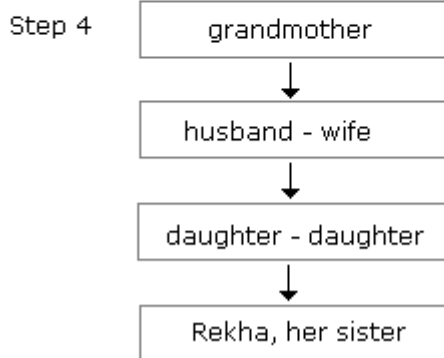 Step 4
grandmother
husband - wife
daughter - daughter
Rekha, her sister